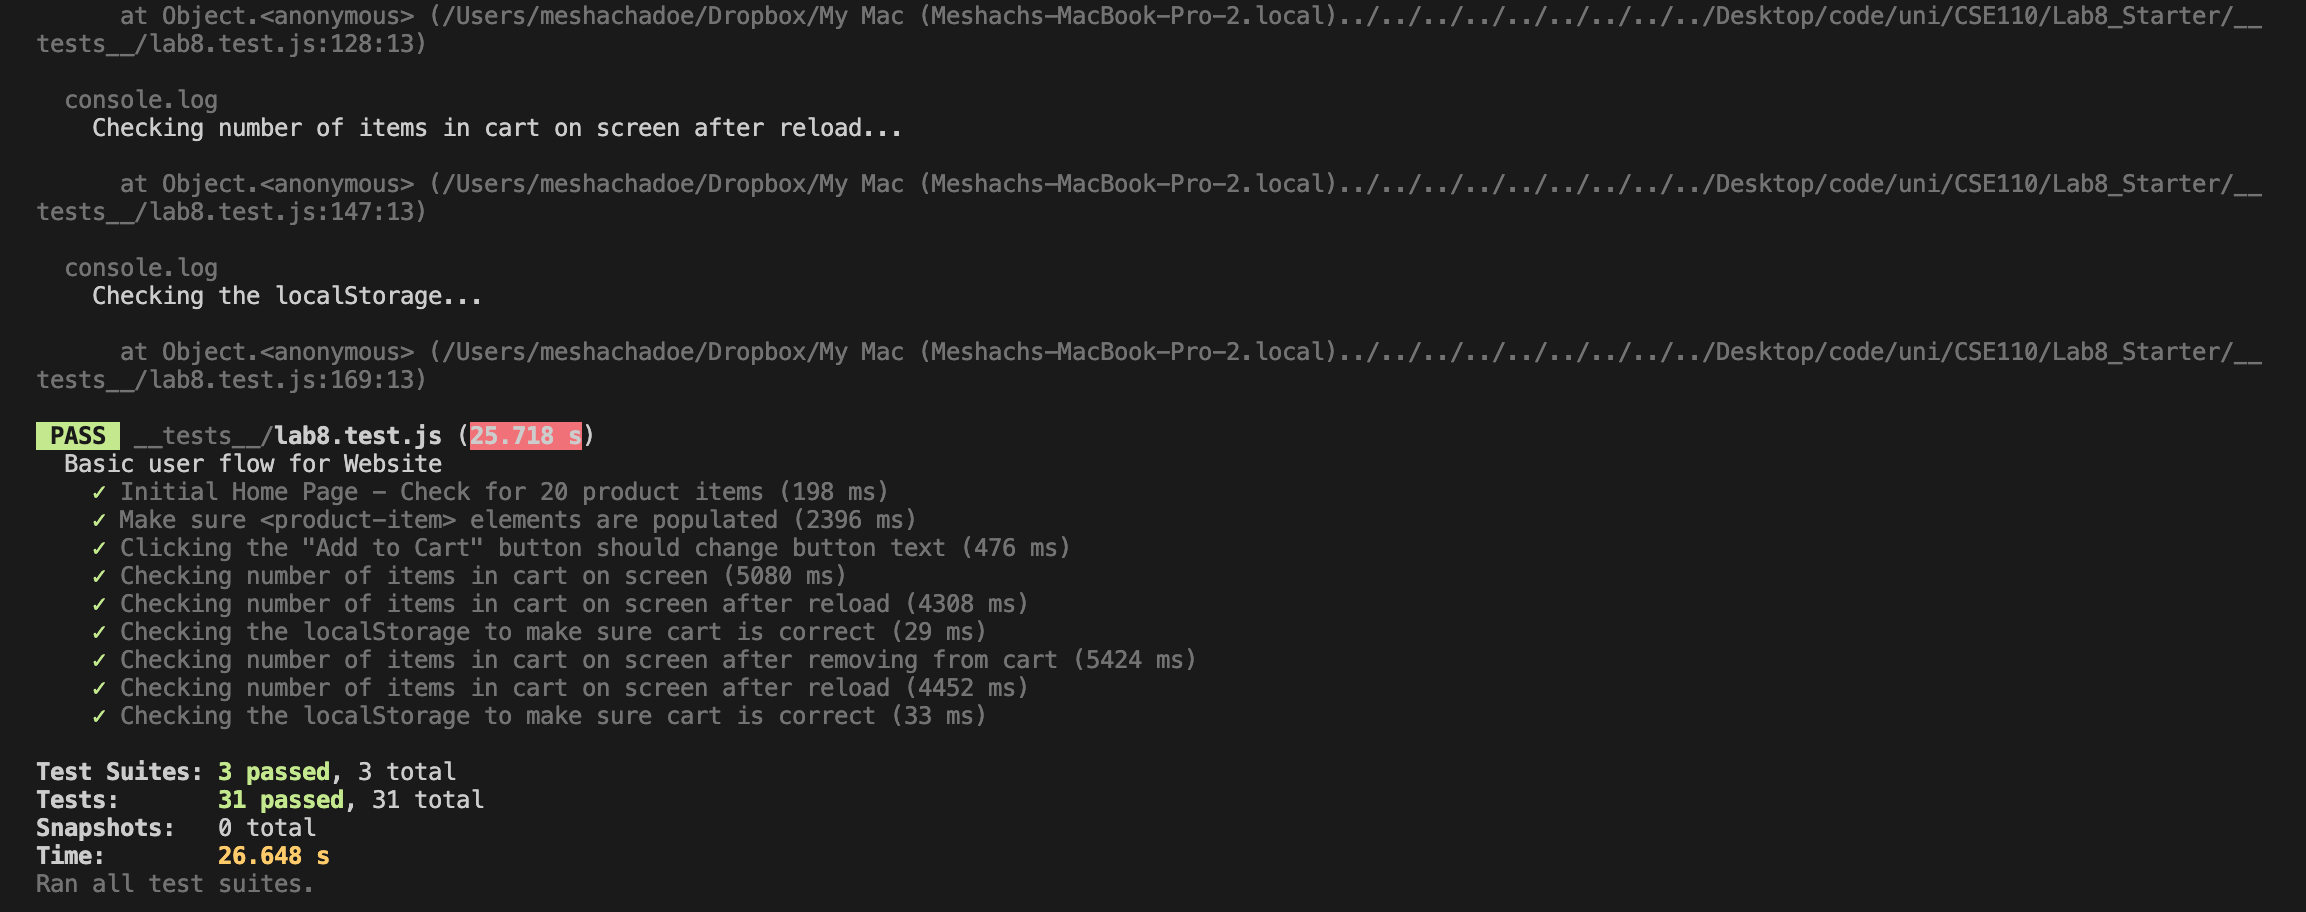 at Object.<anonymous> (/Users/meshachadoe/Dropbox/My Mac (Meshachs-MacBook-Pro-2.local)../../../../../../../../../Desktop/code/uni/CSE110/Lab8_Starter/__
tests__/lab8.test.js:128:13)
console.log
Checking number of items in cart on screen after reload...
at Object.<anonymous> (/Users/meshachadoe/Dropbox/My Mac (Meshachs-MacBook-Pro-2.local)../../../../../../../../../Desktop/code/uni/CSE110/Lab8_Starter/__
tests__/lab8.test.js:147:13)
console.log
Checking the localStorage...
at Object.<anonymous> (/Users/meshachadoe/Dropbox/My Mac (Meshachs-MacBook-Pro-2.local)../../../../../../../../../Desktop/code/uni/CSE110/Lab8_Starter/__
tests__/lab8.test.js:169:13)
PASS __tests__/lab8.test.js (25.718 s)
Basic user flow for Website
✓ Initial Home Page - Check for 20 product items (198 ms)
✓ Make sure <product-item> elements are populated (2396 ms)
✓ Clicking the "Add to Cart" button should change button text (476 ms)
✓ Checking number of items in cart on screen (5080 ms)
✓ Checking number of items in cart on screen after reload (4308 ms)
✓ Checking the localStorage to make sure cart is correct (29 ms)
✓ Checking number of items in cart on screen after removing from cart (5424 ms)
✓ Checking number of items in cart on screen after reload (4452 ms)
✓ Checking the localStorage to make sure cart is correct (33 ms)
Test Suites: 3 passed, 3 total
Tests: 31 passed, 31 total
Snapshots: 0 total
Time: 26.648 s
Ran all test suites.